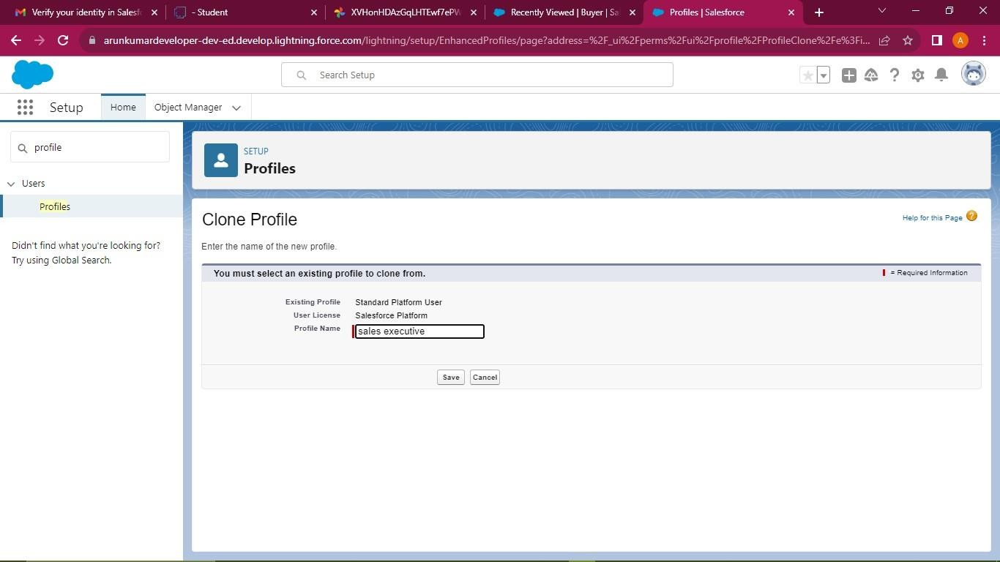 Verify your identity in Salesf
- Student
XVHonHDAzGqLHTEwf7ePW
Recently Viewed | Buyer | Sa
Profiles | Salesforce
arunkumardeveloper-dev-ed.develop.lightning.force.com/lightning/setup/EnhancedProfiles/page?address=%2F_ui%2Fperms%2Fui%2Fprofile%2FProfileClone%2Fe%3Fi...
A
Search Setup
Setup
Home
Object Manager
profile
Users
Profiles
Didn't find what you're looking for?
Try using Global Search.
SETUP
Profiles
Clone Profile
Help for this Page
Enter the name of the new profile.
You must select an existing profile to clone from.
= Required Information
Existing Profile Standard Platform User
User License Salesforce Platform
Profile Name sales executive
Save Cancel